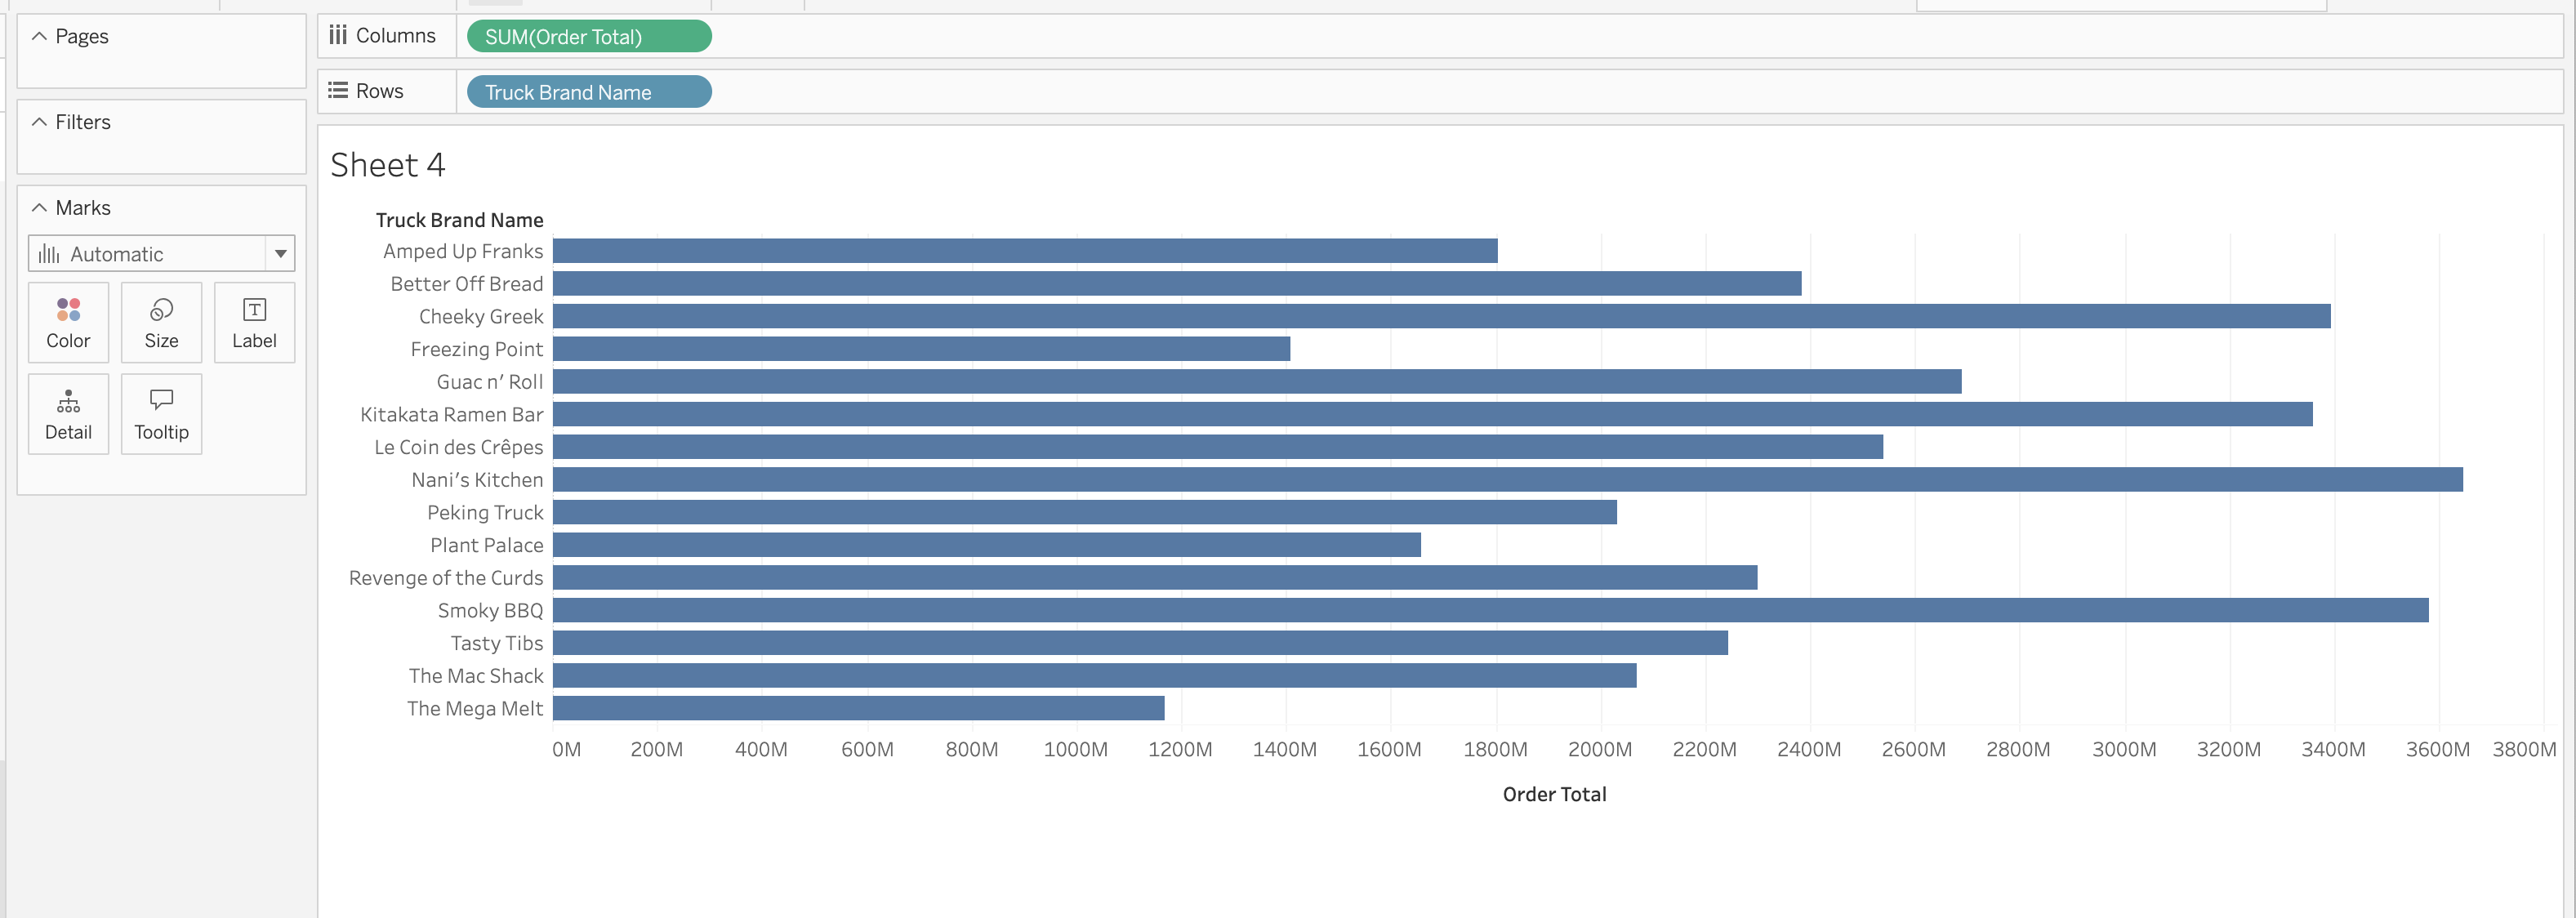 Pages
Filters
Marks
Automatic
Color Size Label
Detail Tooltip
Columns SUM(Order Total)
Rows Truck Brand Name
Sheet 4
Truck Brand Name
Amped Up Franks
Better Off Bread
Cheeky Greek
Freezing Point
Guac n’ Roll
Kitakata Ramen Bar
Le Coin des Crêpes
Nani’s Kitchen
Peking Truck
Plant Palace
Revenge of the Curds
Smoky BBQ
Tasty Tibs
The Mac Shack
The Mega Melt
0M 200M 400M 600M 800M 1000M 1200M 1400M 1600M 1800M 2000M 2200M 2400M 2600M 2800M 3000M 3200M 3400M 3600M 3800M
Order Total